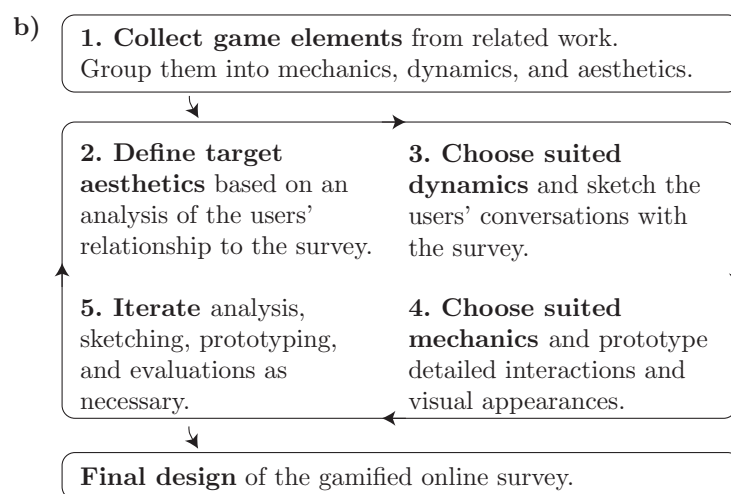 b)
1. Collect game elements from related work.
Group them into mechanics, dynamics, and aesthetics.
2. Define target
aesthetics based on an
analysis of the users’
relationship to the survey.
3. Choose suited
dynamics and sketch the
users’ conversations with
the survey.
5. Iterate analysis,
sketching, prototyping,
and evaluations as
necessary.
4. Choose suited
mechanics and prototype
detailed interactions and
visual appearances.
Final design of the gamified online survey.